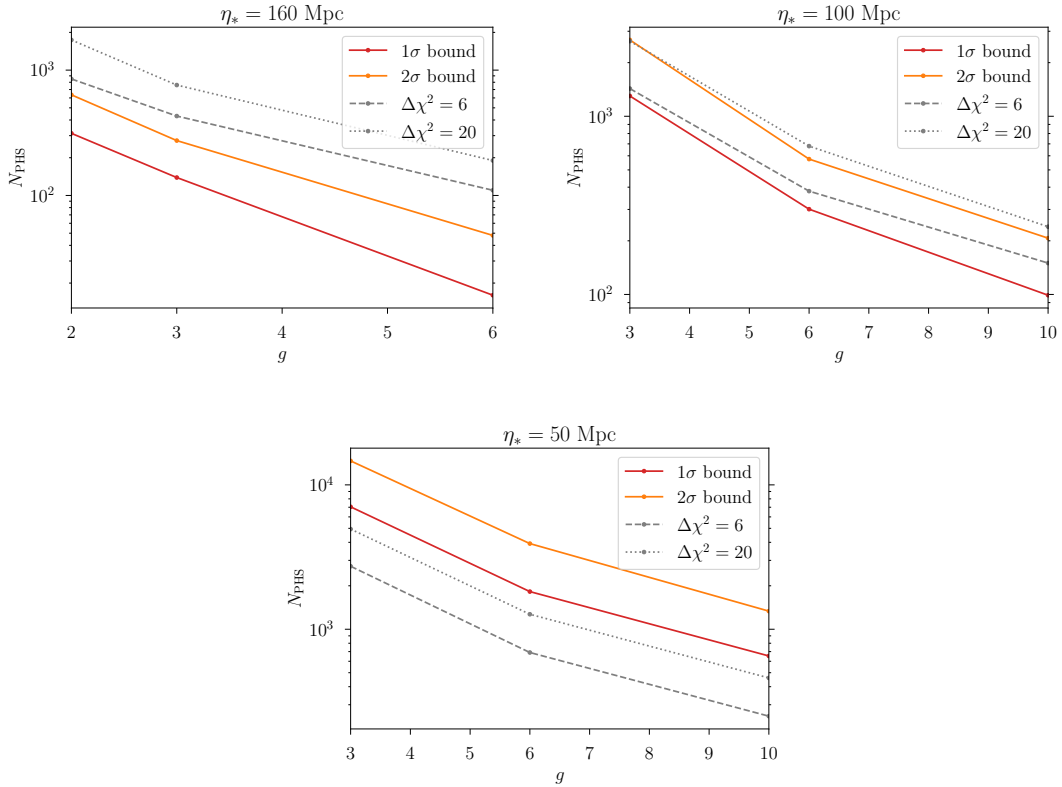 η* = 160 Mpc
1σ bound
2σ bound
Δχ² = 6
Δχ² = 20
10³
10²
N_PHS
2 3 4 5 6
g
η* = 100 Mpc
1σ bound
2σ bound
Δχ² = 6
Δχ² = 20
10³
10²
N_PHS
3 4 5 6 7 8 9 10
g
η* = 50 Mpc
1σ bound
2σ bound
Δχ² = 6
Δχ² = 20
10⁴
10³
N_PHS
3 4 5 6 7 8 9 10
g